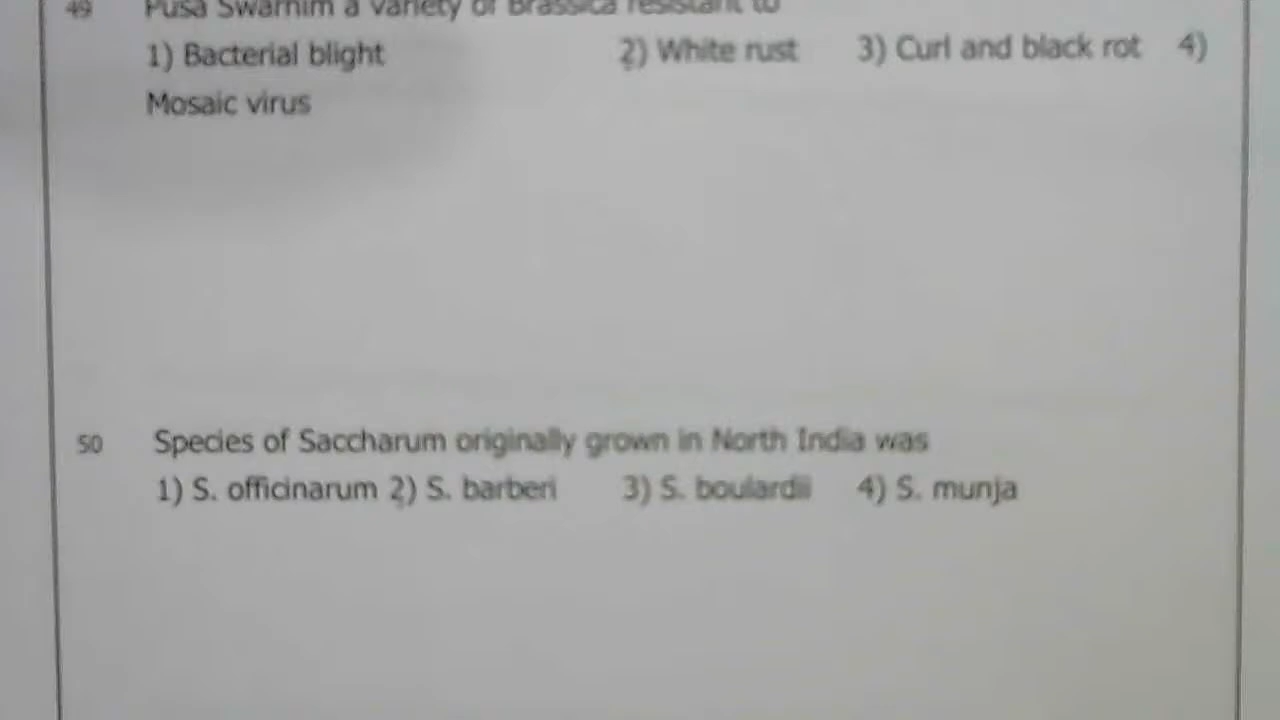 49 Pusa Swarnim a variety of Brassica resistant to
1) Bacterial blight 2) White rust 3) Curl and black rot 4)
Mosaic virus
50 Species of Saccharum originally grown in North India was
1) S. officinarum 2) S. barberi 3) S. boulardii 4) S. munja